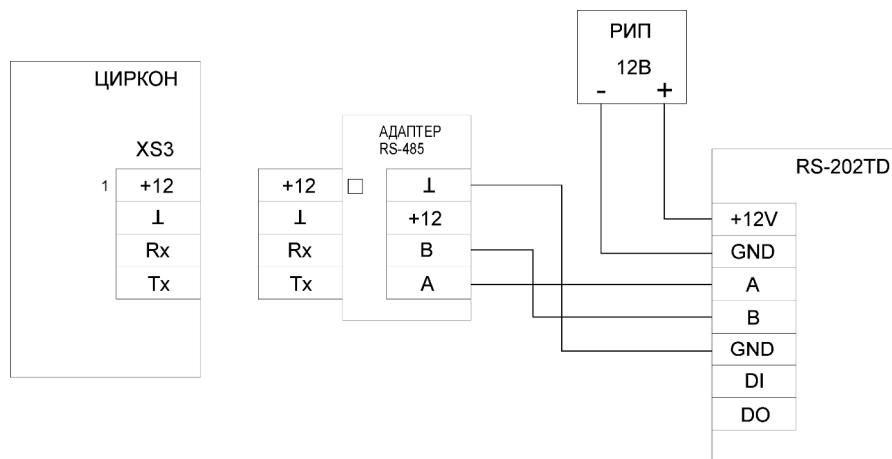 РИП
12В
- +
ЦИРКОН
XS3
1 +12
⊥
Rx
Tx
АДАПТЕР
RS-485
+12
⊥
Rx
Tx
⊥
+12
B
A
RS-202TD
+12V
GND
A
B
GND
DI
DO